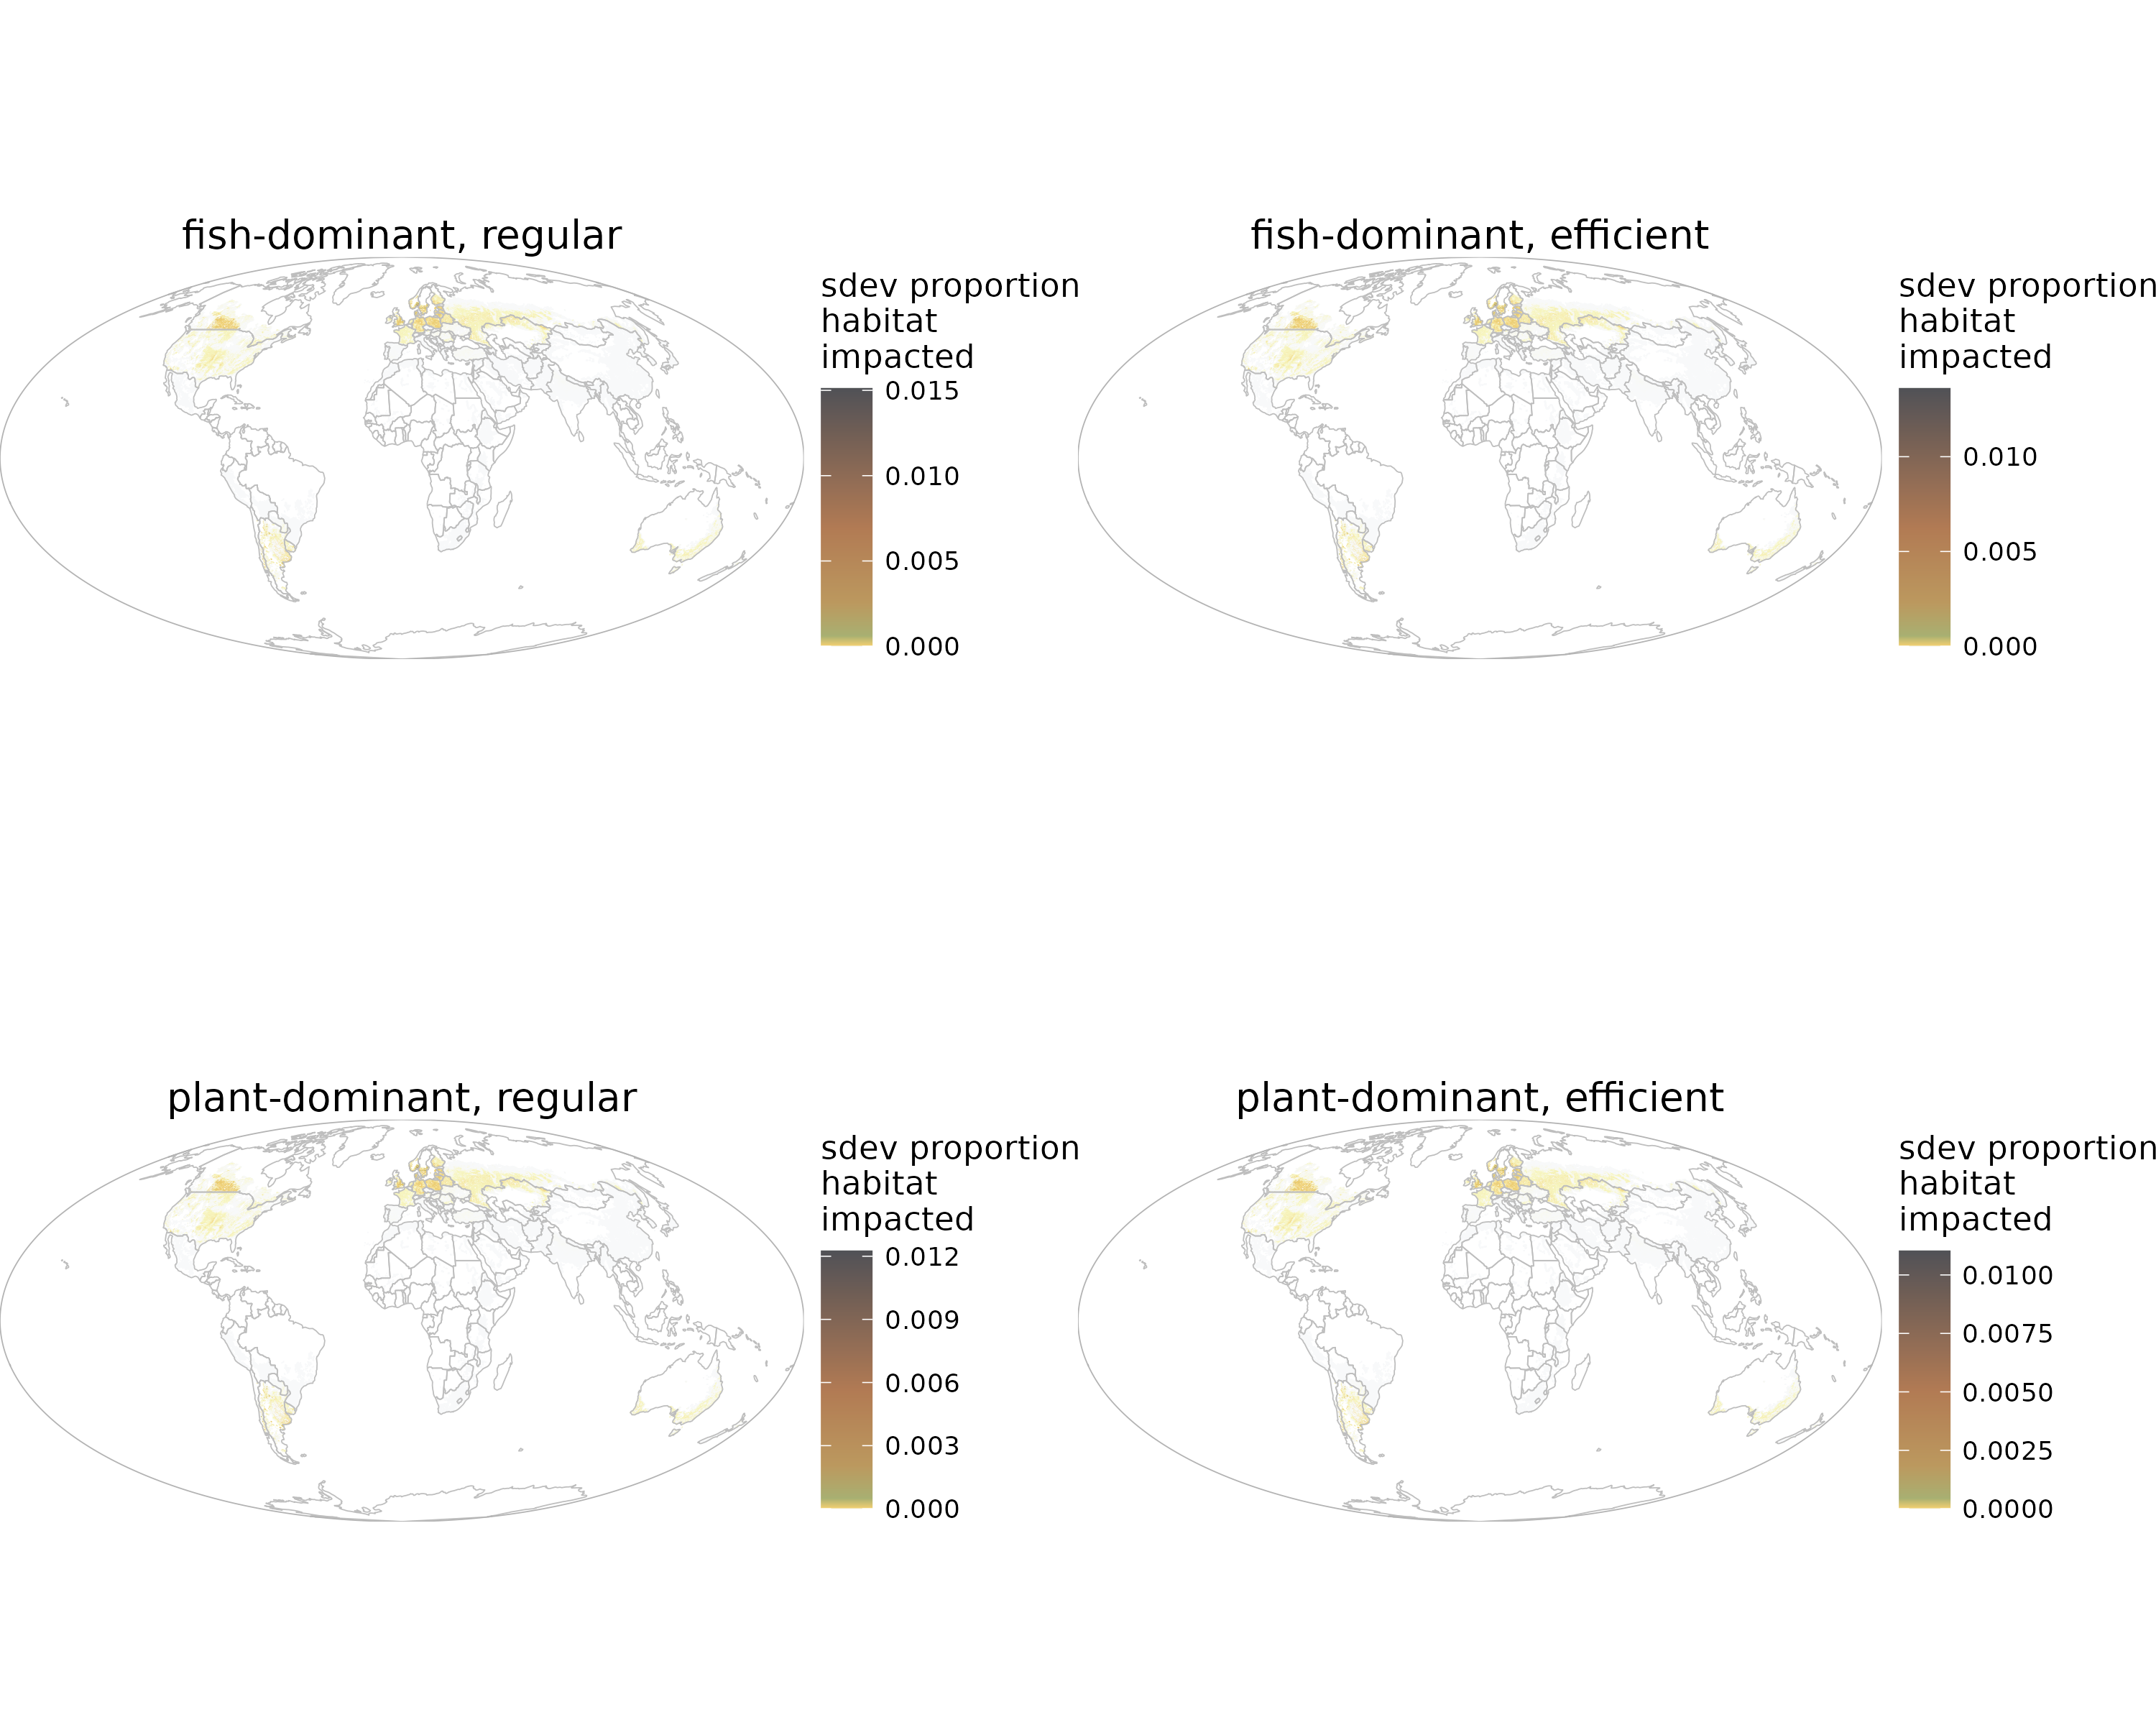 fish-dominant, regular
sdev proportion
habitat
impacted
0.015
0.010
0.005
0.000
fish-dominant, efficient
sdev proportion
habitat
impacted
0.010
0.005
0.000
plant-dominant, regular
sdev proportion
habitat
impacted
0.012
0.009
0.006
0.003
0.000
plant-dominant, efficient
sdev proportion
habitat
impacted
0.0100
0.0075
0.0050
0.0025
0.0000